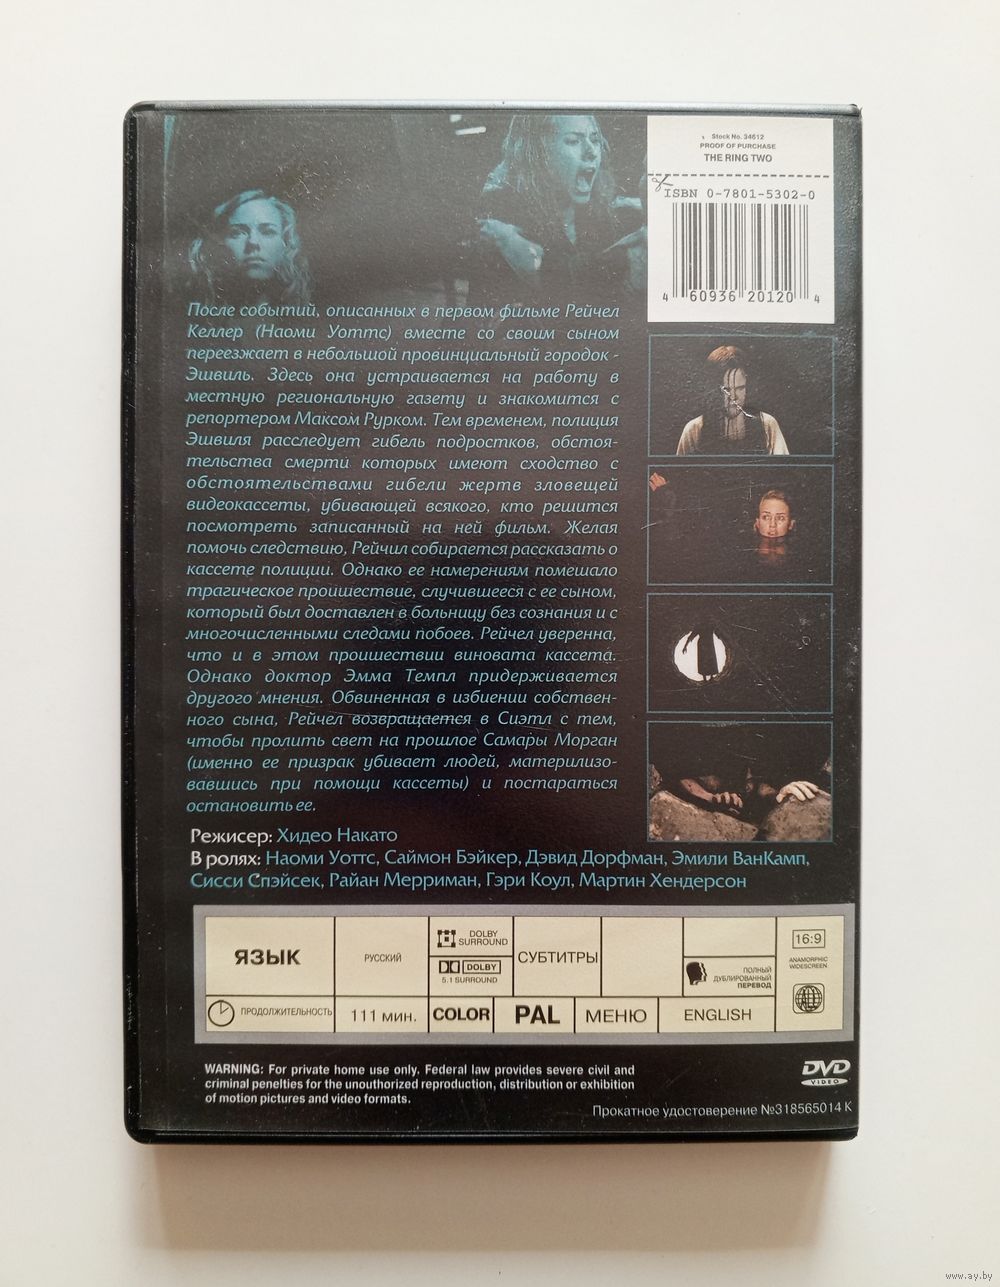 Stock No. 34612
PROOF OF PURCHASE
THE RING TWO
ISBN 0-7801-5302-0
4 60936 20120 4
После событий, описанных в первом фильме Рейчел
Келлер (Наоми Уоттс) вместе со своим сыном
переезжает в небольшой провинциальный городок -
Эшвиль. Здесь она устраивается на работу в
местную региональную газету и знакомится с
репортером Максом Рурком. Тем временем, полиция
Эшвиля расследует гибель подростков, обстоя-
тельства смерти которых имеют сходство с
обстоятельствами гибели жертв зловещей
видеокассеты, убивающей всякого, кто решится
посмотреть записанный на ней фильм. Желая
помочь следствию, Рейчил собирается рассказать о
кассете полиции. Однако ее намерениям помешало
трагическое проишествие, случившееся с ее сыном,
который был доставлен в больницу без сознания и с
многочисленными следами побоев. Рейчел уверенна,
что и в этом проишествии виновата кассета.
Однако доктор Эмма Темпл придерживается
другого мнения. Обвиненная в избиении собствен-
ного сына, Рейчел возвращается в Сиэтл с тем,
чтобы пролить свет на прошлое Самары Морган
(именно ее призрак убивает людей, материлизо-
вавшись при помощи кассеты) и постараться
остановить ее.
Режисер: Хидео Накато
В ролях: Наоми Уоттс, Саймон Бэйкер, Дэвид Дорфман, Эмили ВанКамп,
Сисси Спэйсек, Райан Мерриман, Гэри Коул, Мартин Хендерсон
ЯЗЫК
РУССКИЙ
DOLBY
SURROUND
DOLBY
5.1 SURROUND
СУБТИТРЫ
ПОЛНЫЙ
ДУБЛИРОВАННЫЙ
ПЕРЕВОД
16:9
ANAMORPHIC
WIDESCREEN
ALL
ПРОДОЛЖИТЕЛЬНОСТЬ
111 мин.
COLOR
PAL
МЕНЮ
ENGLISH
WARNING: For private home use only. Federal law provides severe civil and
criminal penelties for the unouthorized reproduction, distribution or exhibition
of motion pictures and video formats.
DVD
VIDEO
Прокатное удостоверение №318565014 К
www.ay.by